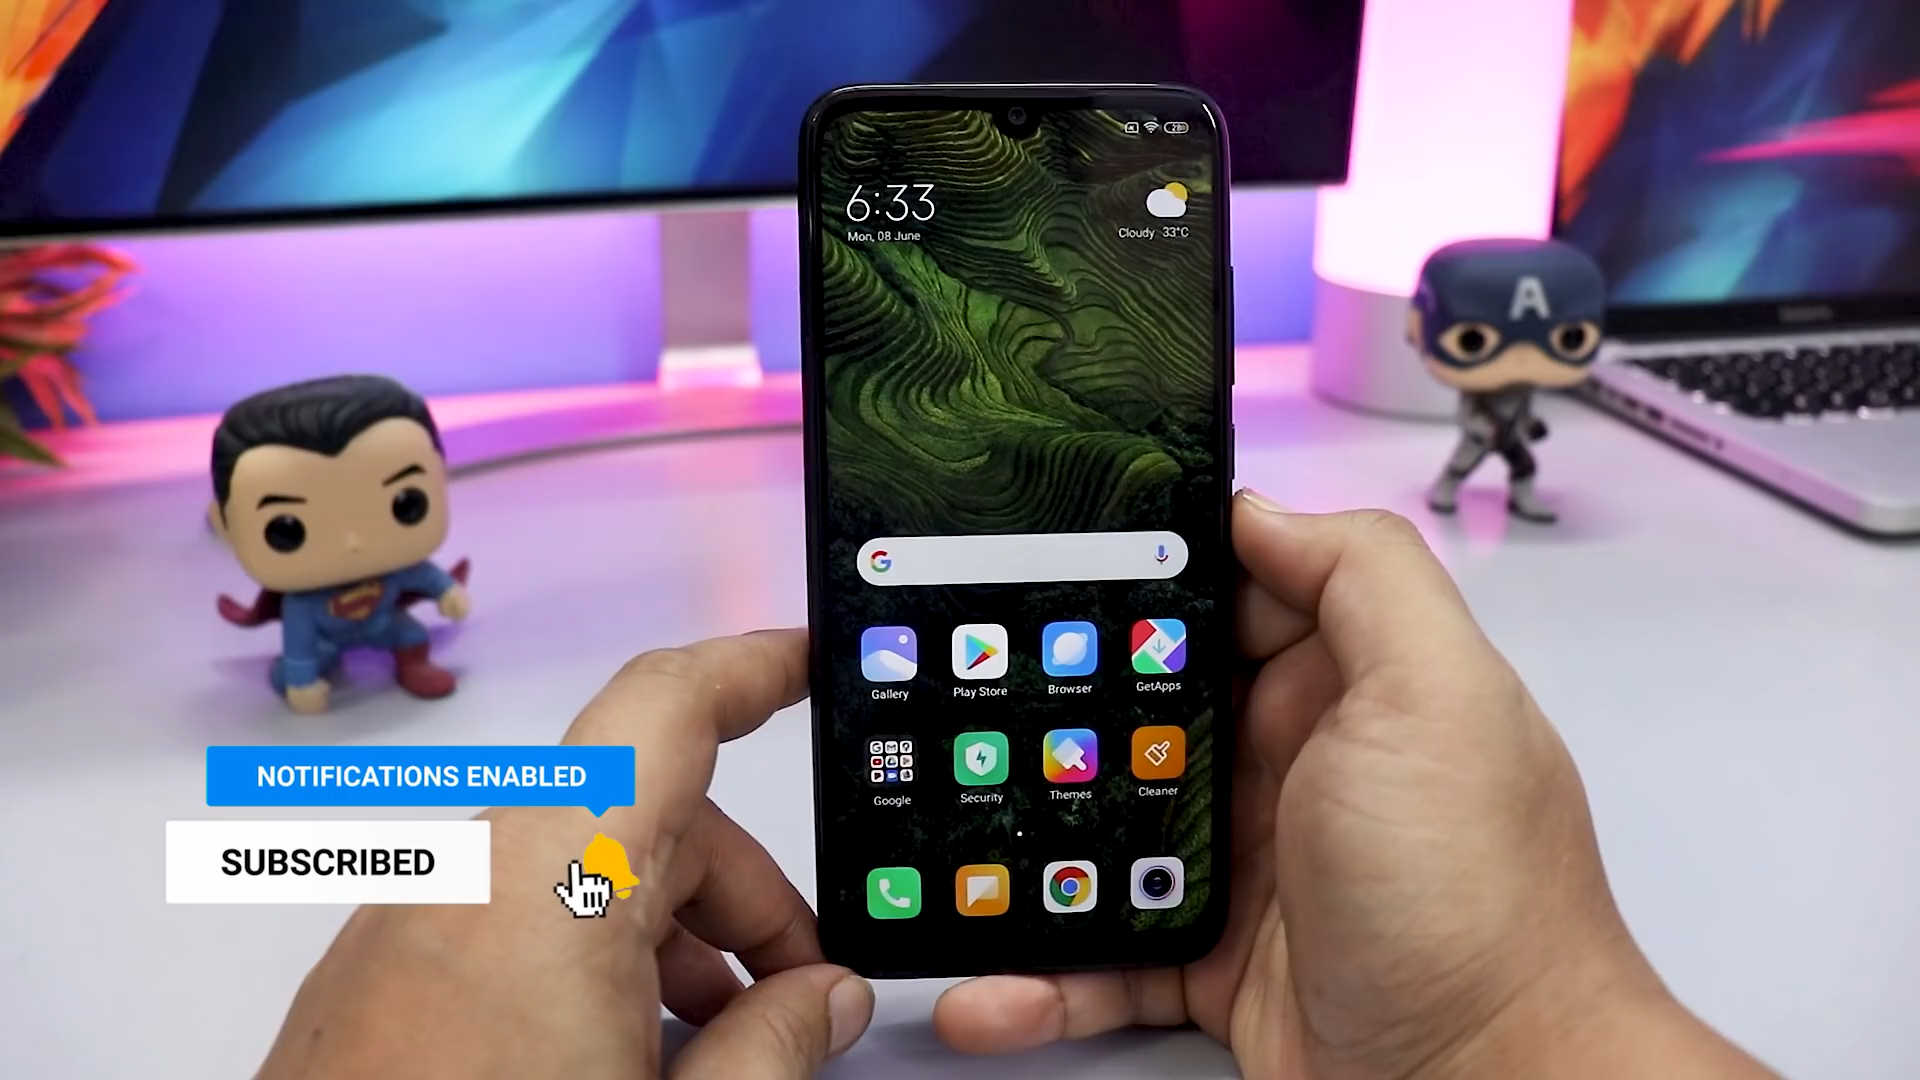 28
6:33
Mon, 08 June
Cloudy 33°C
A
G
Gallery
Play Store
Browser
GetApps
Google
Security
Themes
Cleaner
NOTIFICATIONS ENABLED
SUBSCRIBED